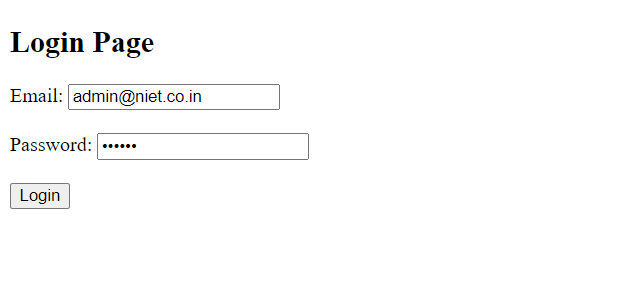 Login Page
Email: admin@niet.co.in
Password: ••••••
Login